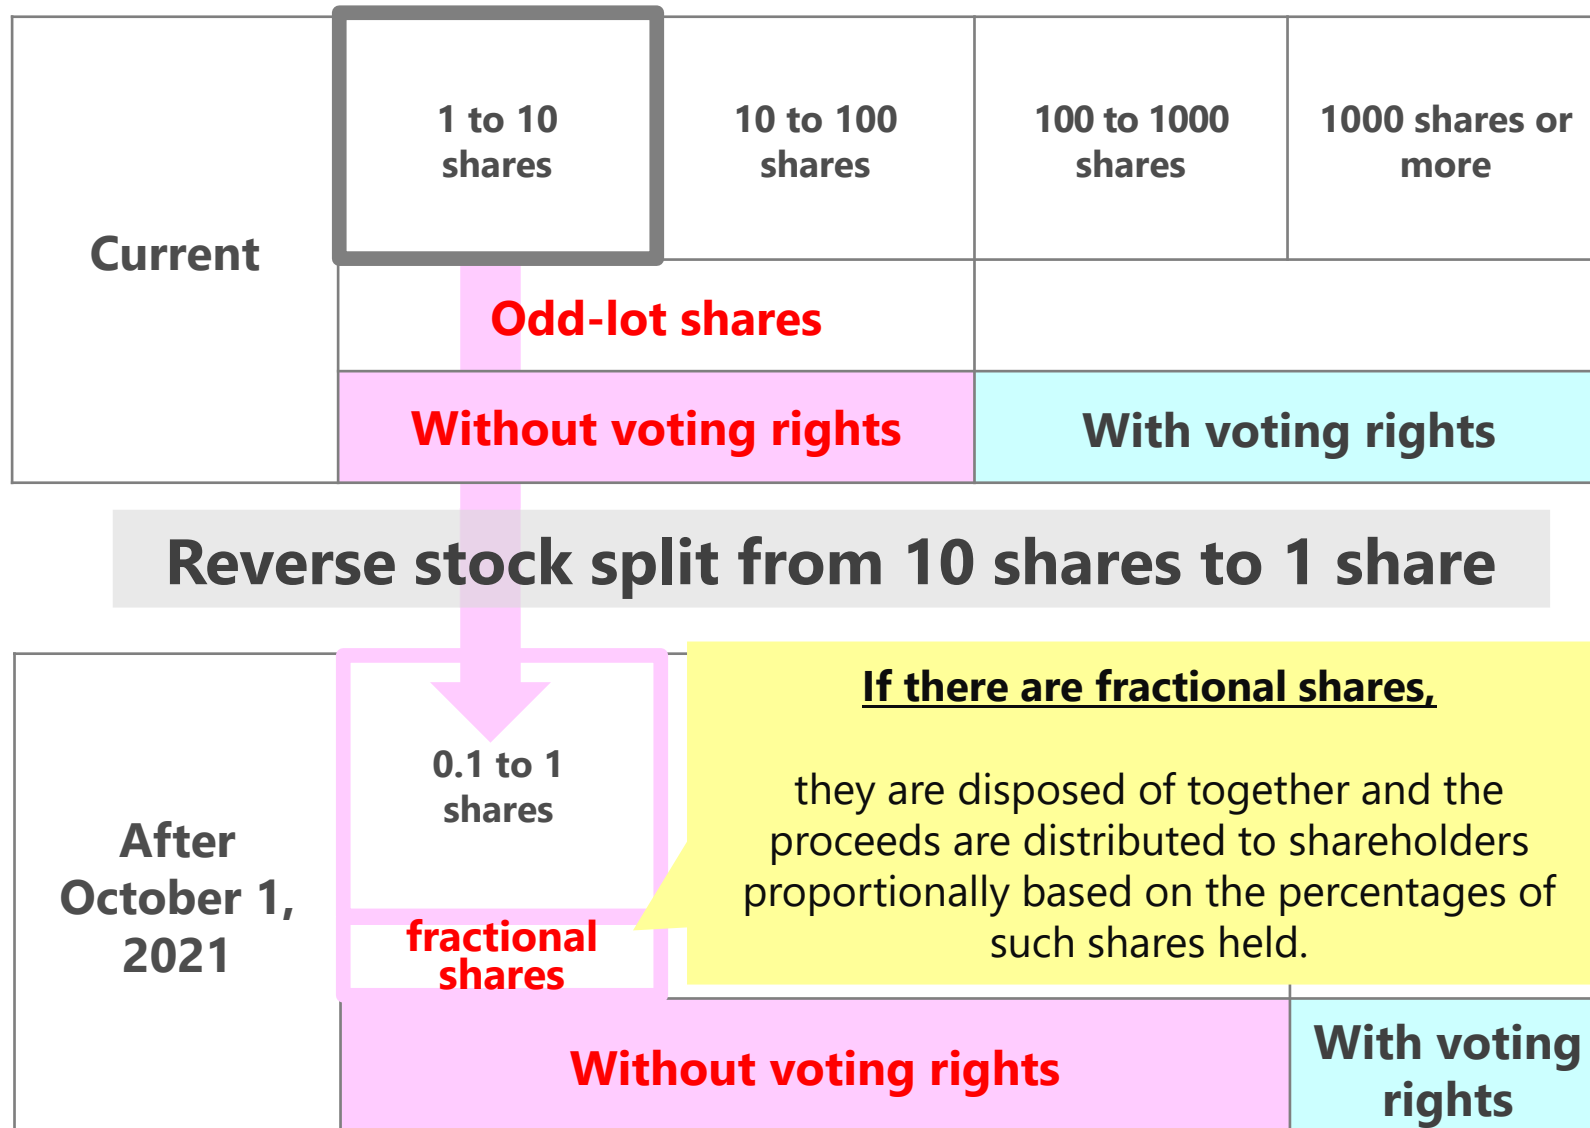 Current
1 to 10
shares
10 to 100
shares
100 to 1000
shares
1000 shares or
more
Odd-lot shares
Without voting rights
With voting rights
Reverse stock split from 10 shares to 1 share
After
October 1,
2021
0.1 to 1
shares
fractional
shares
If there are fractional shares,
they are disposed of together and the
proceeds are distributed to shareholders
proportionally based on the percentages of
such shares held.
Without voting rights
With voting
rights